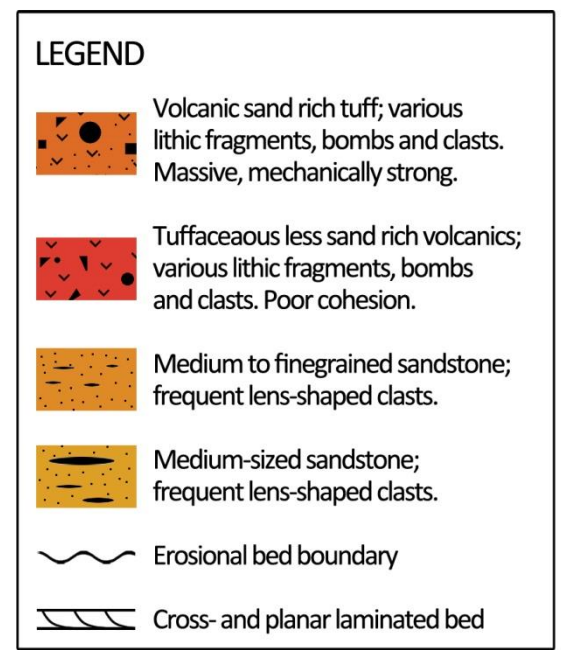 LEGEND
Volcanic sand rich tuff; various
lithic fragments, bombs and clasts.
Massive, mechanically strong.
Tuffaceaous less sand rich volcanics;
various lithic fragments, bombs
and clasts. Poor cohesion.
Medium to finegrained sandstone;
frequent lens-shaped clasts.
Medium-sized sandstone;
frequent lens-shaped clasts.
Erosional bed boundary
Cross- and planar laminated bed